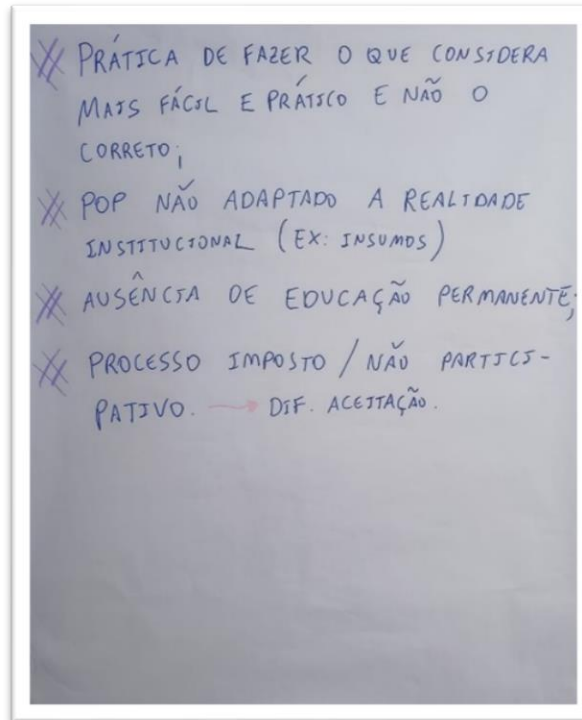 PRÁTICA DE FAZER O QUE CONSIDERA
MAIS FÁCIL E PRÁTICO E NÃO O
CORRETO;
POP NÃO ADAPTADO A REALIDADE
INSTITUCIONAL (EX: INSUMOS)
AUSÊNCIA DE EDUCAÇÃO PERMANENTE;
PROCESSO IMPOSTO / NÃO PARTICI-
PATIVO. → DIF. ACEITAÇÃO.